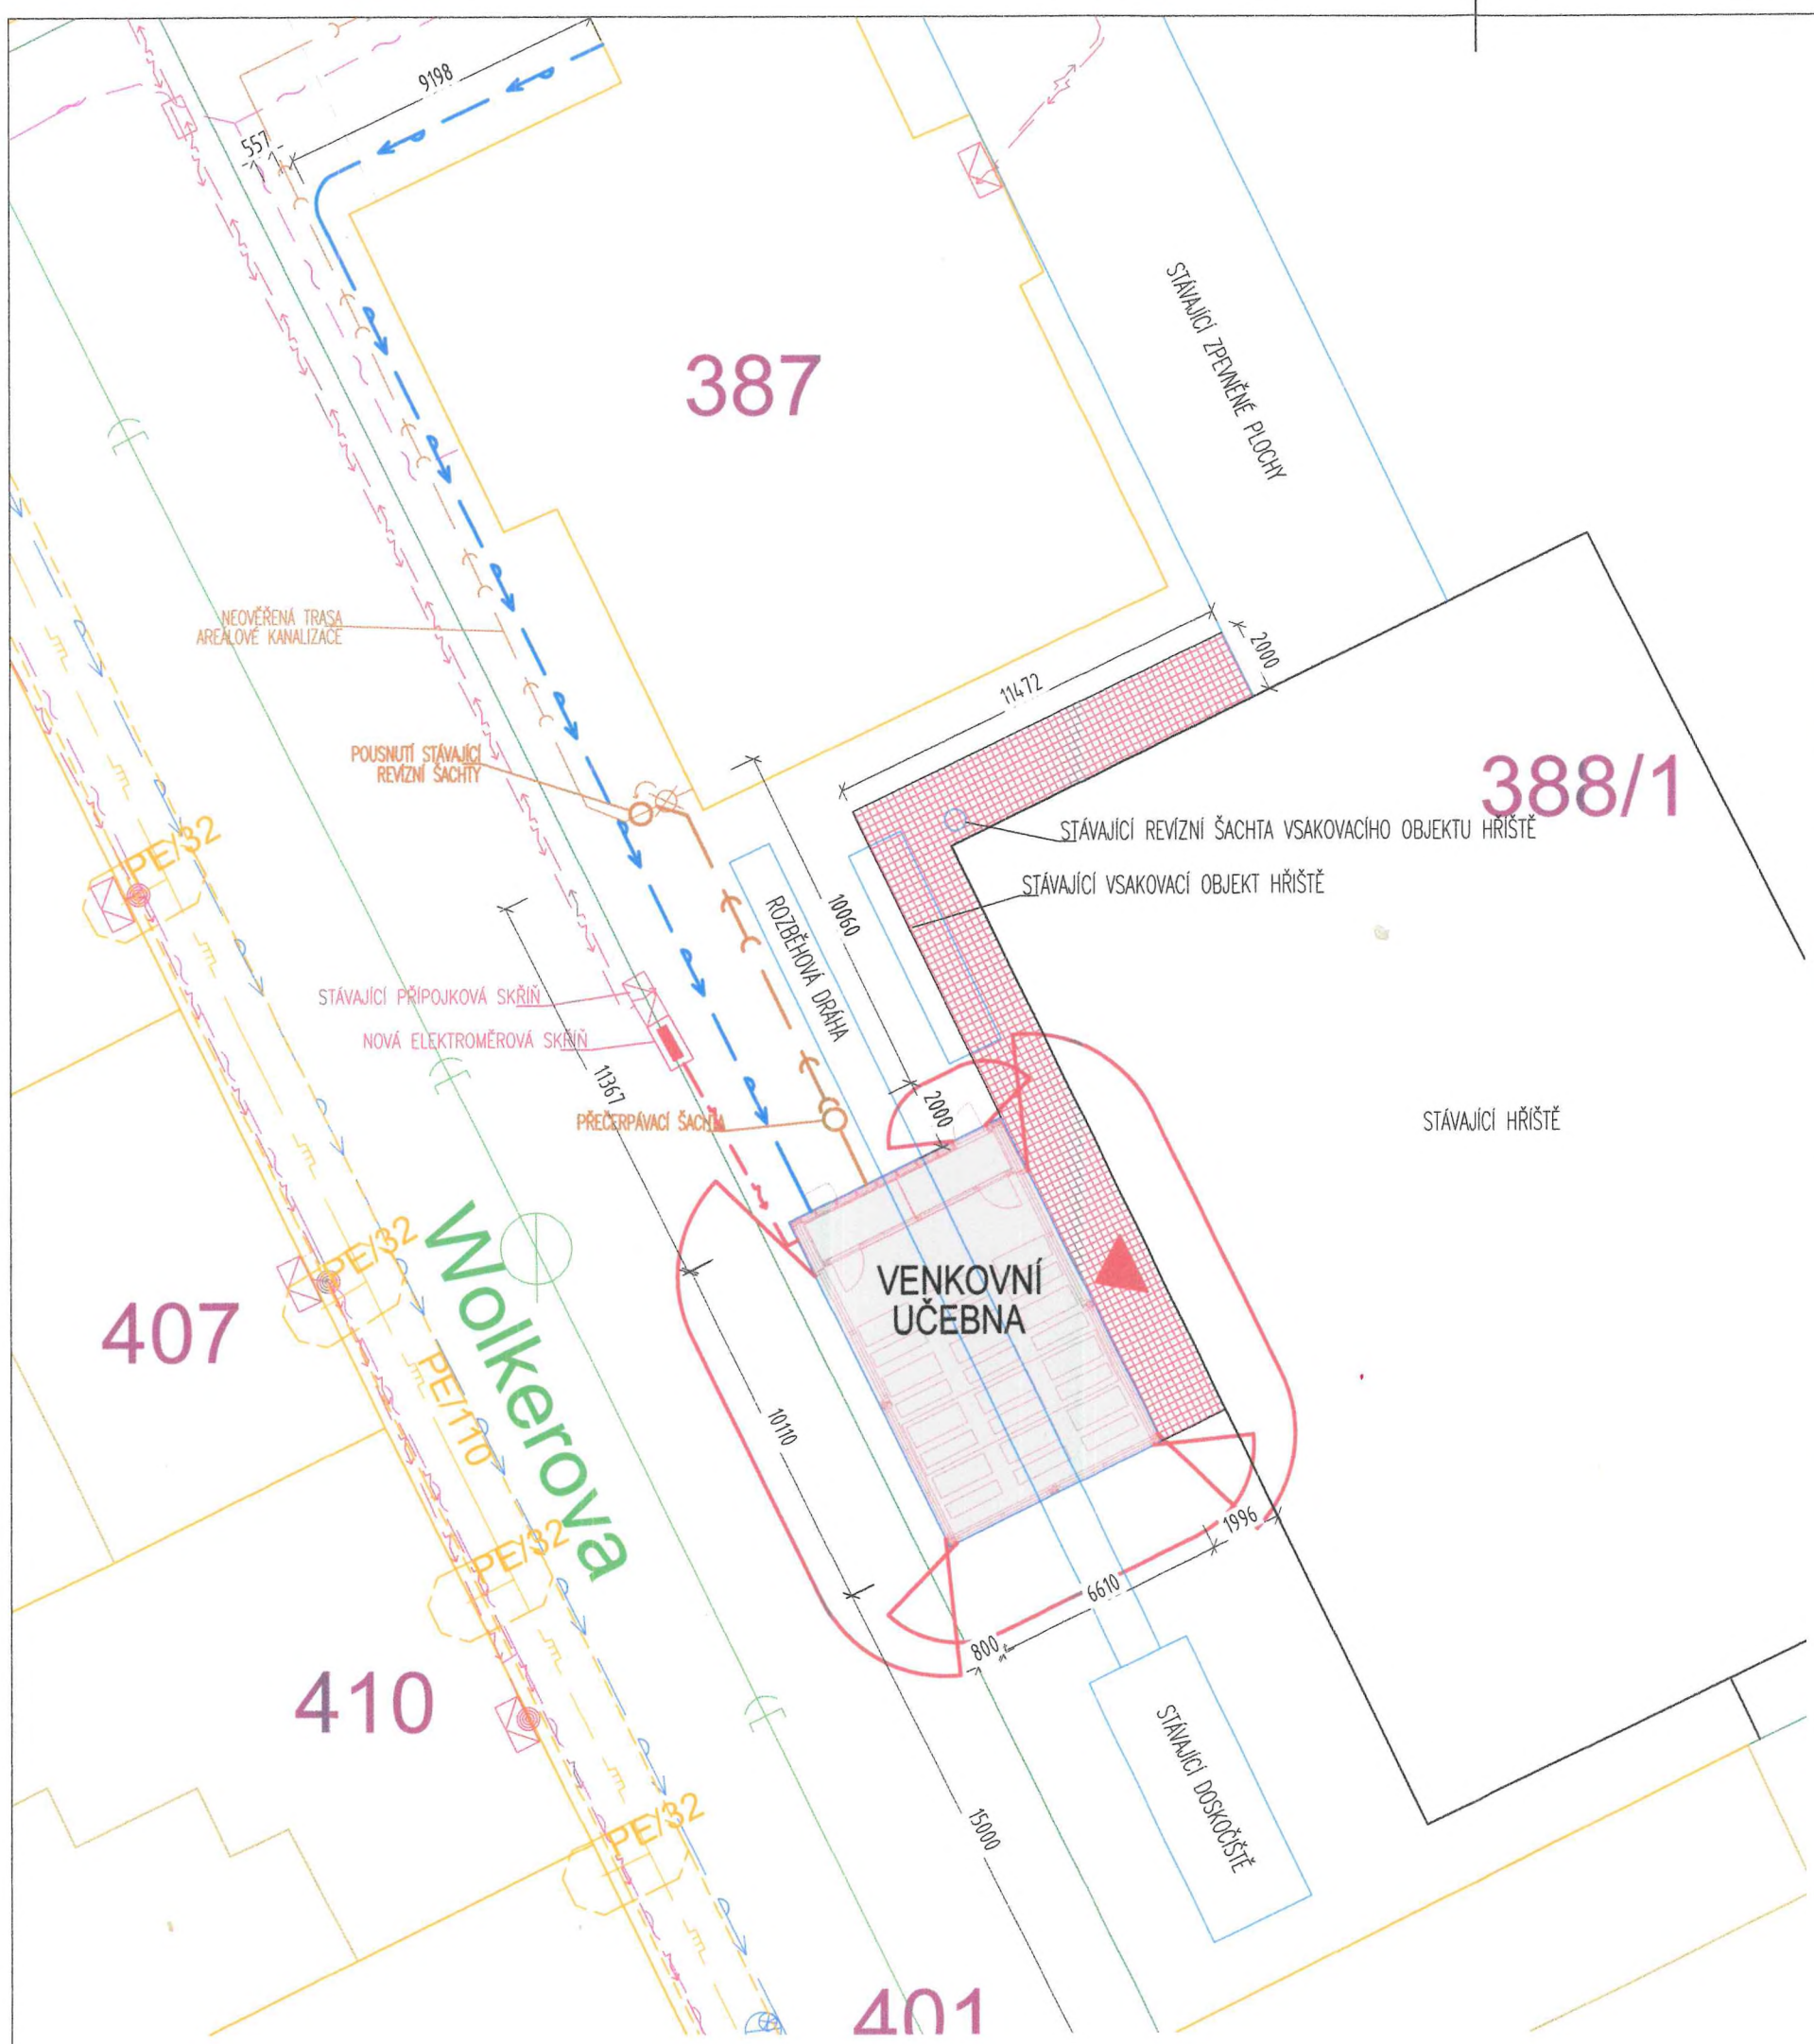 9198
557
387
STÁVAJÍCÍ ZPEVNĚNÉ PLOCHY
NEOVĚŘENÁ TRASA
AREÁLOVÉ KANALIZACE
2000
11472
POUSNUTÍ STÁVAJÍCÍ
REVÍZNÍ ŠACHTY
388/1
STÁVAJÍCÍ REVÍZNÍ ŠACHTA VSAKOVACÍHO OBJEKTU HŘIŠTĚ
PE/32
STÁVAJÍCÍ VSAKOVACÍ OBJEKT HŘIŠTĚ
10060
ROZBĚHOVÁ DRÁHA
STÁVAJÍCÍ PŘÍPOJKOVÁ SKŘÍŇ
NOVÁ ELEKTROMĚROVÁ SKŘÍŇ
11367
2000
PŘEČERPÁVACÍ ŠACHTA
STÁVAJÍCÍ HŘIŠTĚ
PE/32
Wolkerova
VENKOVNÍ
UČEBNA
407
PE/110
10110
PE/32
1996
6610
800
410
STÁVAJÍCÍ DOSKOČIŠTĚ
PE/32
15000
401